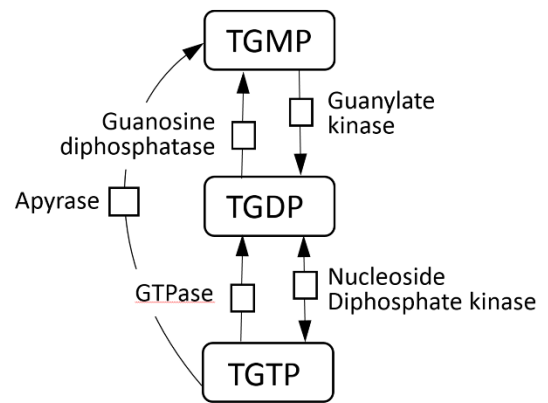 TGMP
Guanosine
diphosphatase
Guanylate
kinase
Apyrase
TGDP
GTPase
Nucleoside
Diphosphate kinase
TGTP